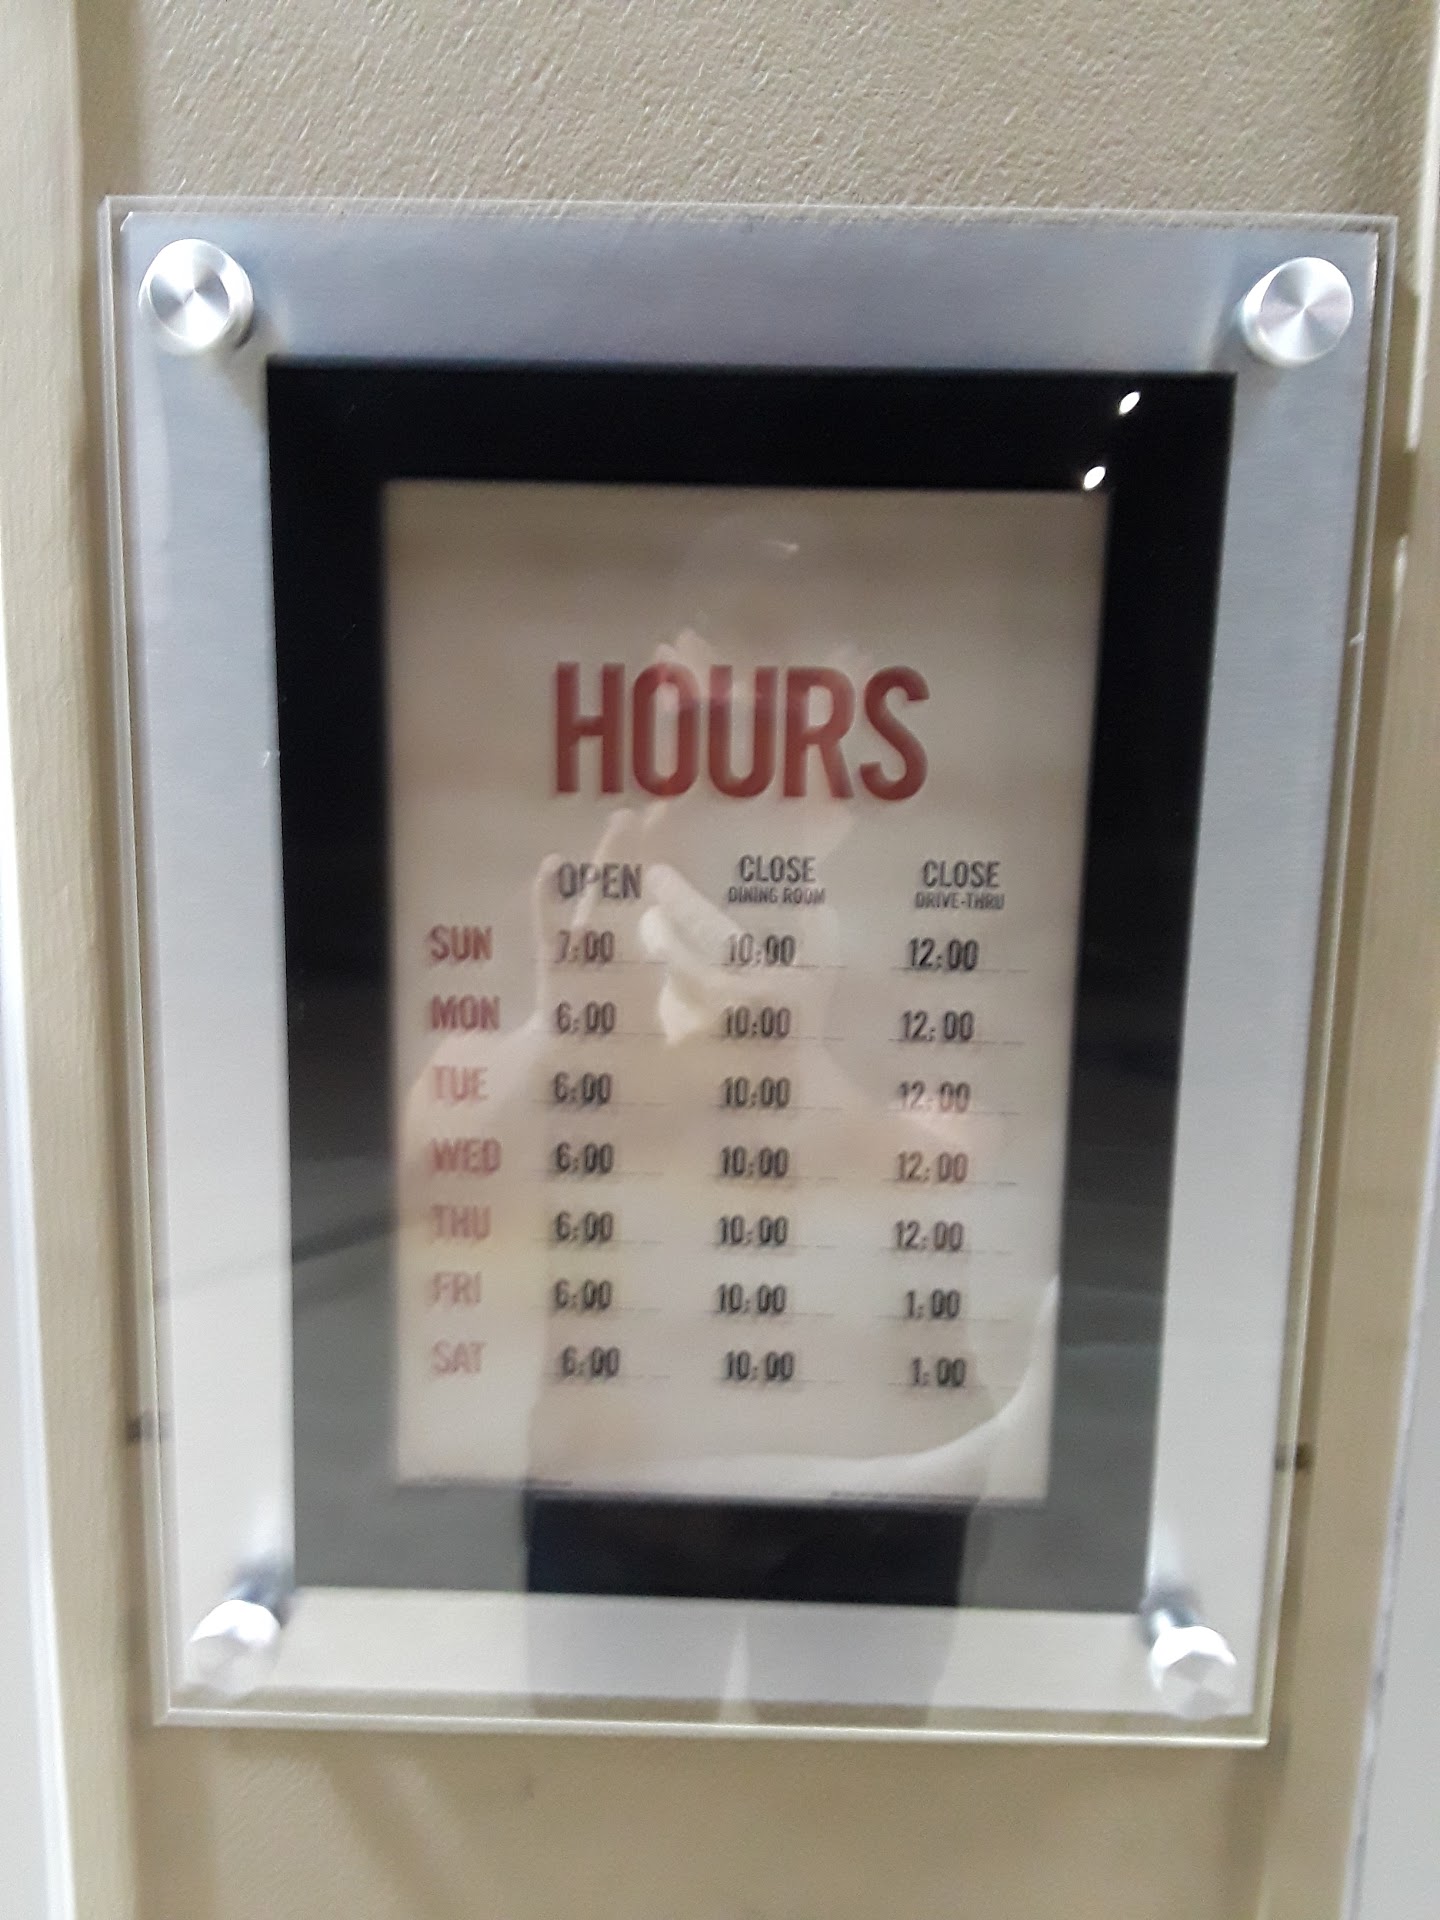 HOURS
OPEN CLOSE CLOSE
DINING ROOM DRIVE-THRU
SUN 7:00 10:00 12:00
MON 6:00 10:00 12:00
TUE 6:00 10:00 12:00
WED 6:00 10:00 12:00
THU 6:00 10:00 12:00
FRI 6:00 10:00 1:00
SAT 6:00 10:00 1:00